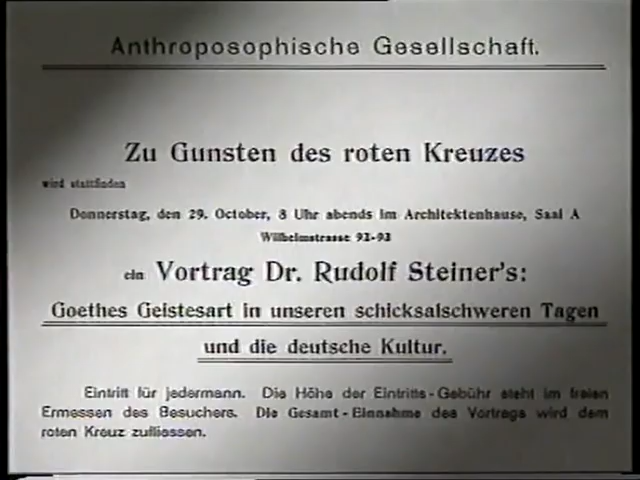 Anthroposophische Gesellschaft.
Zu Gunsten des roten Kreuzes
wird stattfinden
Donnerstag, den 29. October, 8 Uhr abends im Architektenhause, Saal A
Wilhelmstrasse 92-93
ein Vortrag Dr. Rudolf Steiner's:
Goethes Geistesart in unseren schicksalschweren Tagen
und die deutsche Kultur.
Eintritt für jedermann. Die Höhe der Eintritts-Gebühr steht im freien
Ermessen des Besuchers. Die Gesamt-Einnahme des Vortrags wird dem
roten Kreuz zufliessen.